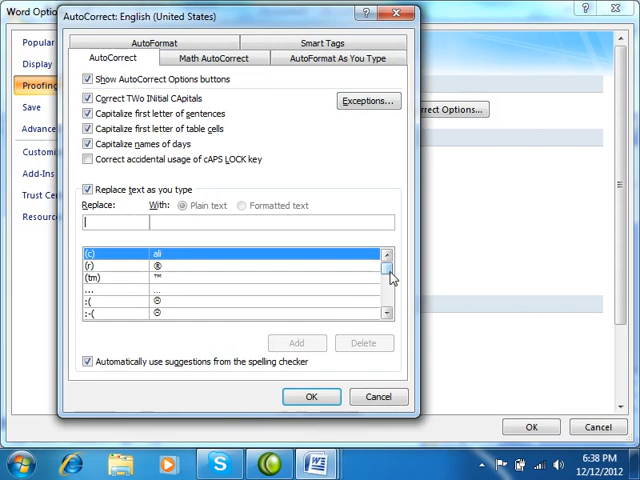 Word Optio
AutoCorrect: English (United States)
Popular
Display
Proofing
Save
Advance
Customi
Add-Ins
Trust Cen
Resourc
AutoFormat
Smart Tags
AutoCorrect
Math AutoCorrect
AutoFormat As You Type
Show AutoCorrect Options buttons
Correct TWo INitial CApitals
Exceptions...
rrect Options...
Capitalize first letter of sentences
Capitalize first letter of table cells
Capitalize names of days
Correct accidental usage of cAPS LOCK key
Replace text as you type
Replace: With: Plain text Formatted text
(c) ali
(r) ®
(tm) ™
... …
:( ☹
:-( ☹
Add Delete
Automatically use suggestions from the spelling checker
OK Cancel
OK Cancel
6:38 PM
12/12/2012